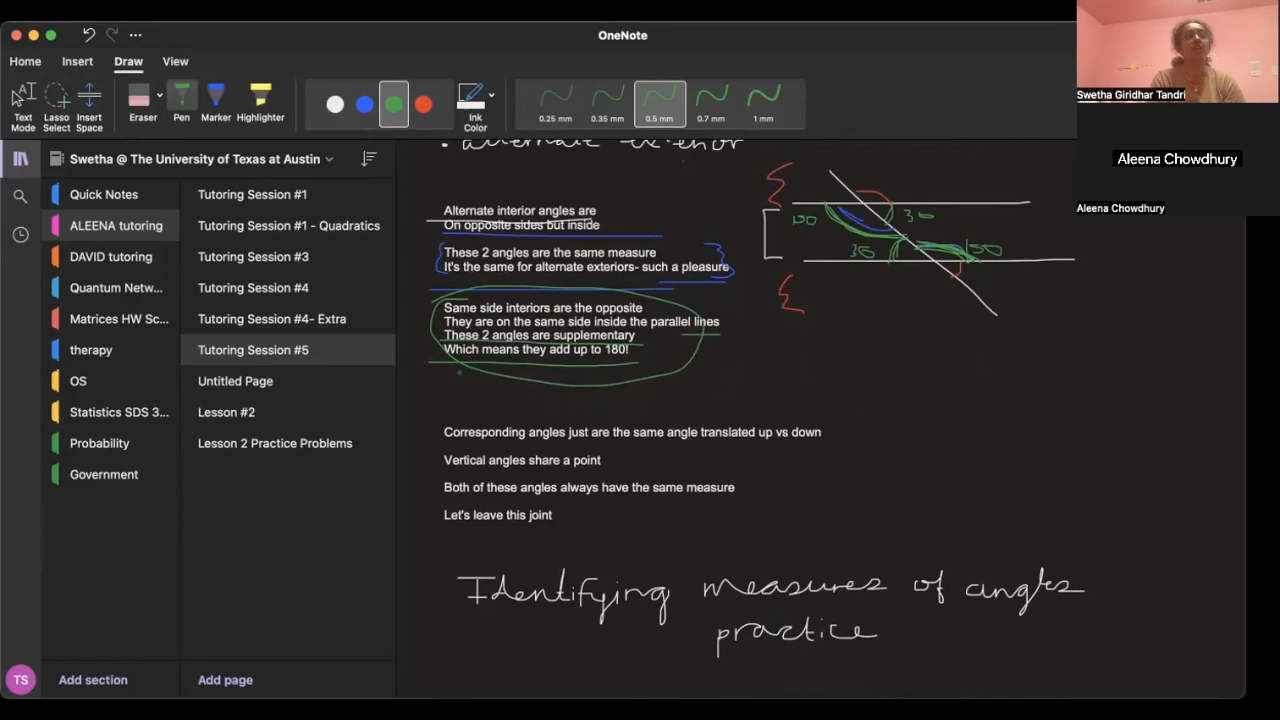 OneNote
Home Insert Draw View
Text Mode
Lasso Select
Insert Space
Eraser
Pen
Marker
Highlighter
Ink Color
0.25 mm
0.35 mm
0.5 mm
0.7 mm
1 mm
Swetha Giridhar Tandri
Aleena Chowdhury
Aleena Chowdhury
Swetha @ The University of Texas at Austin
Quick Notes
ALEENA tutoring
DAVID tutoring
Quantum Netw...
Matrices HW Sc...
therapy
OS
Statistics SDS 3...
Probability
Government
Tutoring Session #1
Tutoring Session #1 - Quadratics
Tutoring Session #3
Tutoring Session #4
Tutoring Session #4- Extra
Tutoring Session #5
Untitled Page
Lesson #2
Lesson 2 Practice Problems
TS
Add section
Add page
• alternate exterior
Alternate interior angles are
On opposite sides but inside
These 2 angles are the same measure
It's the same for alternate exteriors- such a pleasure
Same side interiors are the opposite
They are on the same side inside the parallel lines
These 2 angles are supplementary
Which means they add up to 180!
30
30
150
Corresponding angles just are the same angle translated up vs down
Vertical angles share a point
Both of these angles always have the same measure
Let's leave this joint
Identifying measures of angles
practice